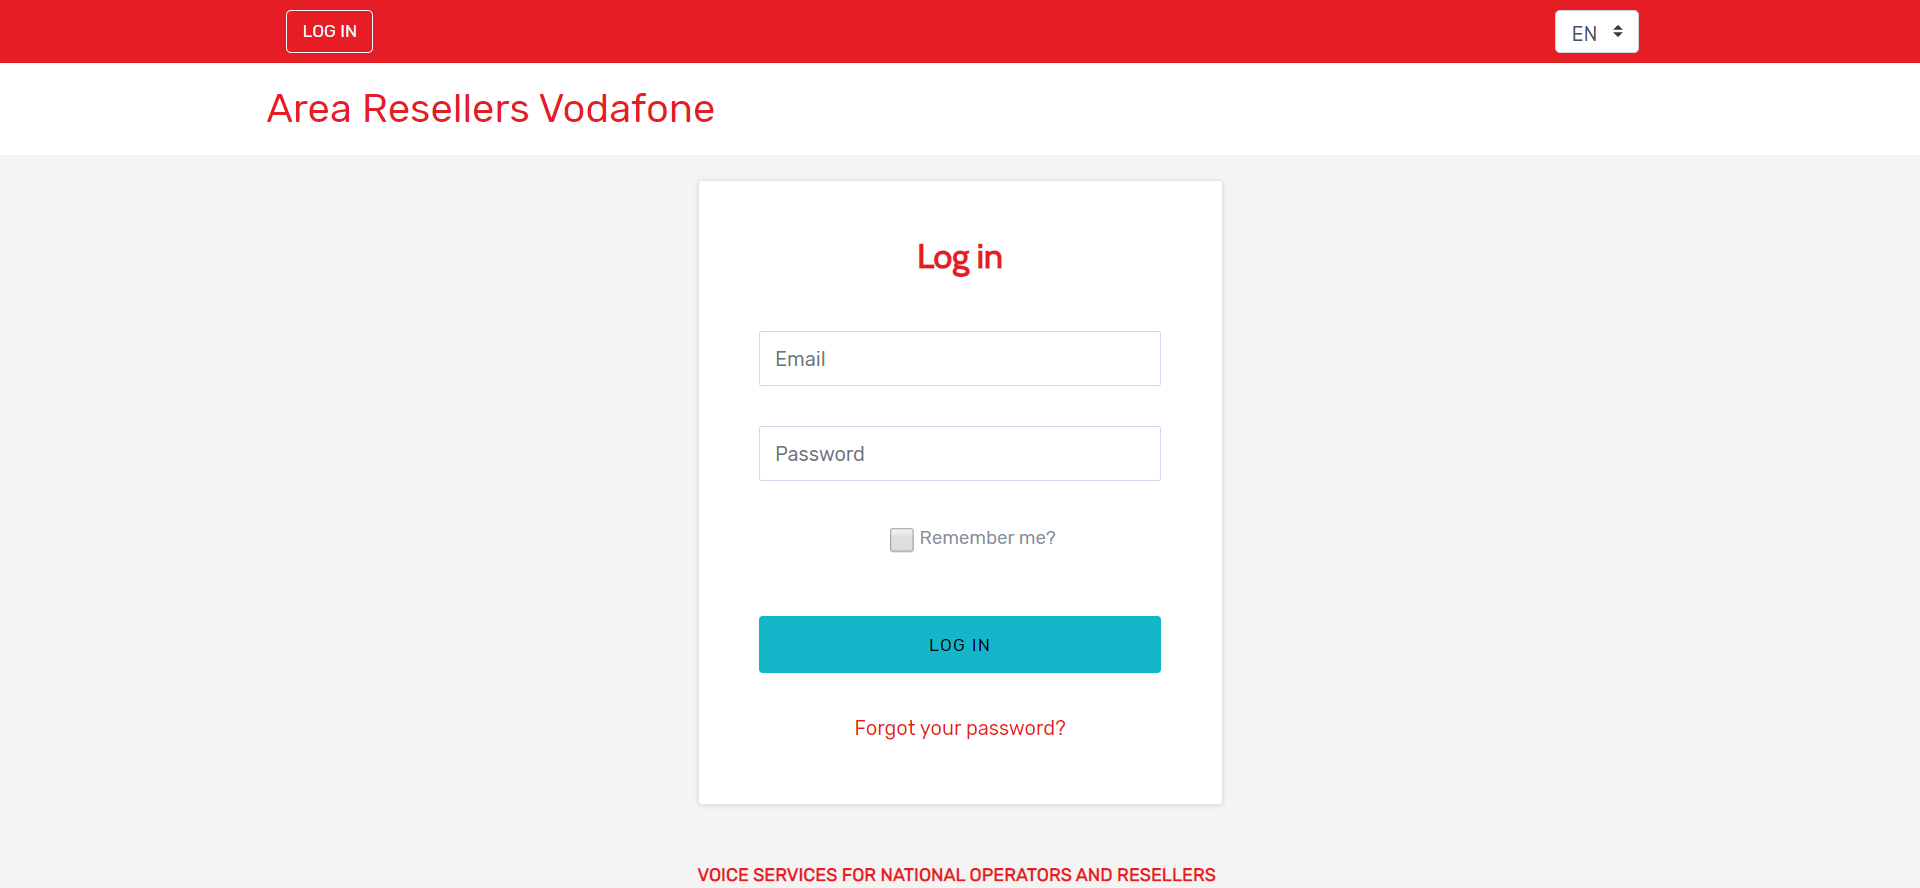 LOG IN
EN
Area Resellers Vodafone
Log in
Email
Password
Remember me?
LOG IN
Forgot your password?
VOICE SERVICES FOR NATIONAL OPERATORS AND RESELLERS